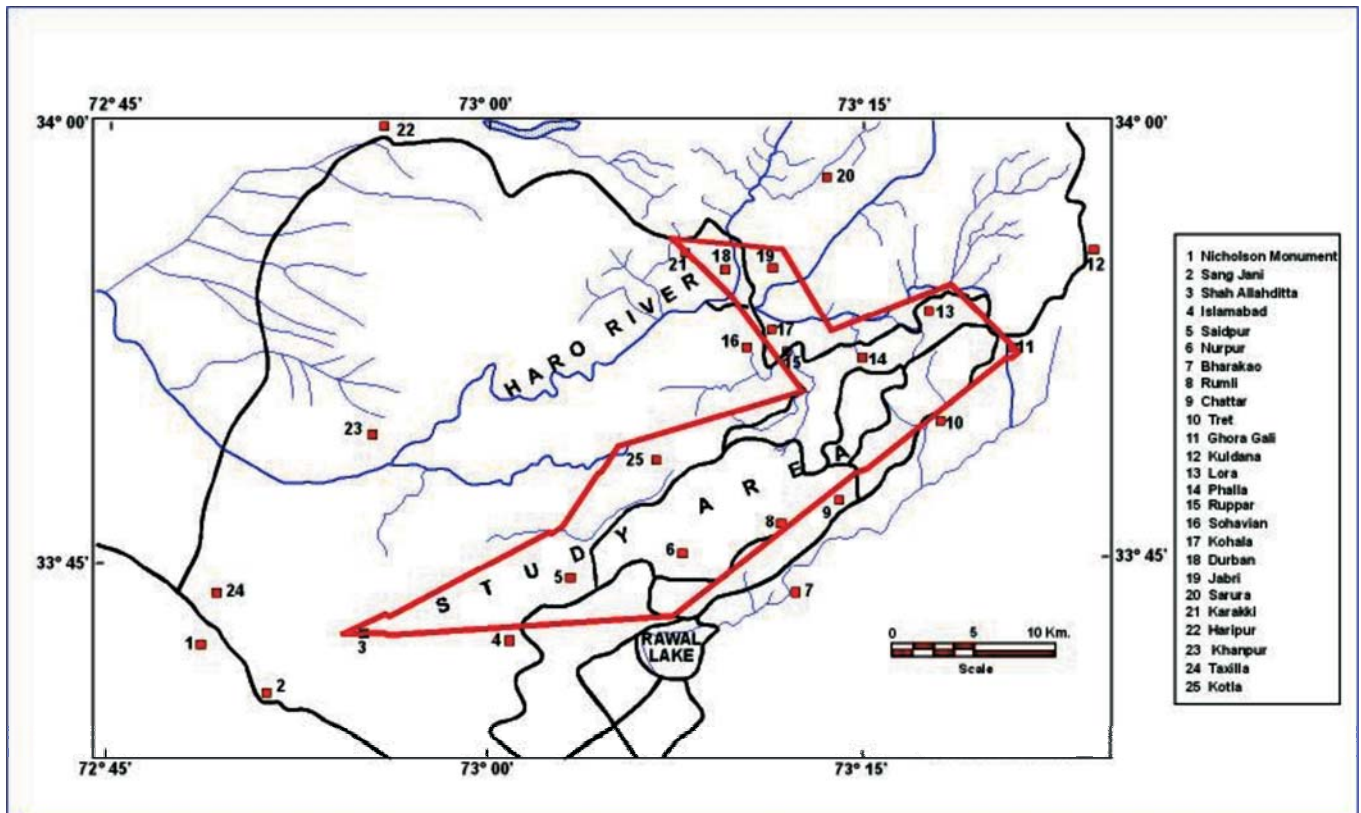 72° 45'
73° 00'
73° 15'
34° 00'
34° 00'
22
20
12
21
18
19
HARO RIVER
13
17
16
15
14
11
10
23
25
STUDY AREA
9
8
6
33° 45'
33° 45'
5
24
7
1
3
4
RAWAL
LAKE
0 5 10 Km.
Scale
2
72° 45'
73° 00'
73° 15'
1 Nicholson Monument
2 Sang Jani
3 Shah Allahditta
4 Islamabad
5 Saidpur
6 Nurpur
7 Bharakao
8 Rumli
9 Chattar
10 Tret
11 Ghora Gali
12 Kuldana
13 Lora
14 Phalla
15 Ruppar
16 Sohavian
17 Kohala
18 Durban
19 Jabri
20 Sarura
21 Karakki
22 Haripur
23 Khanpur
24 Taxilla
25 Kotla